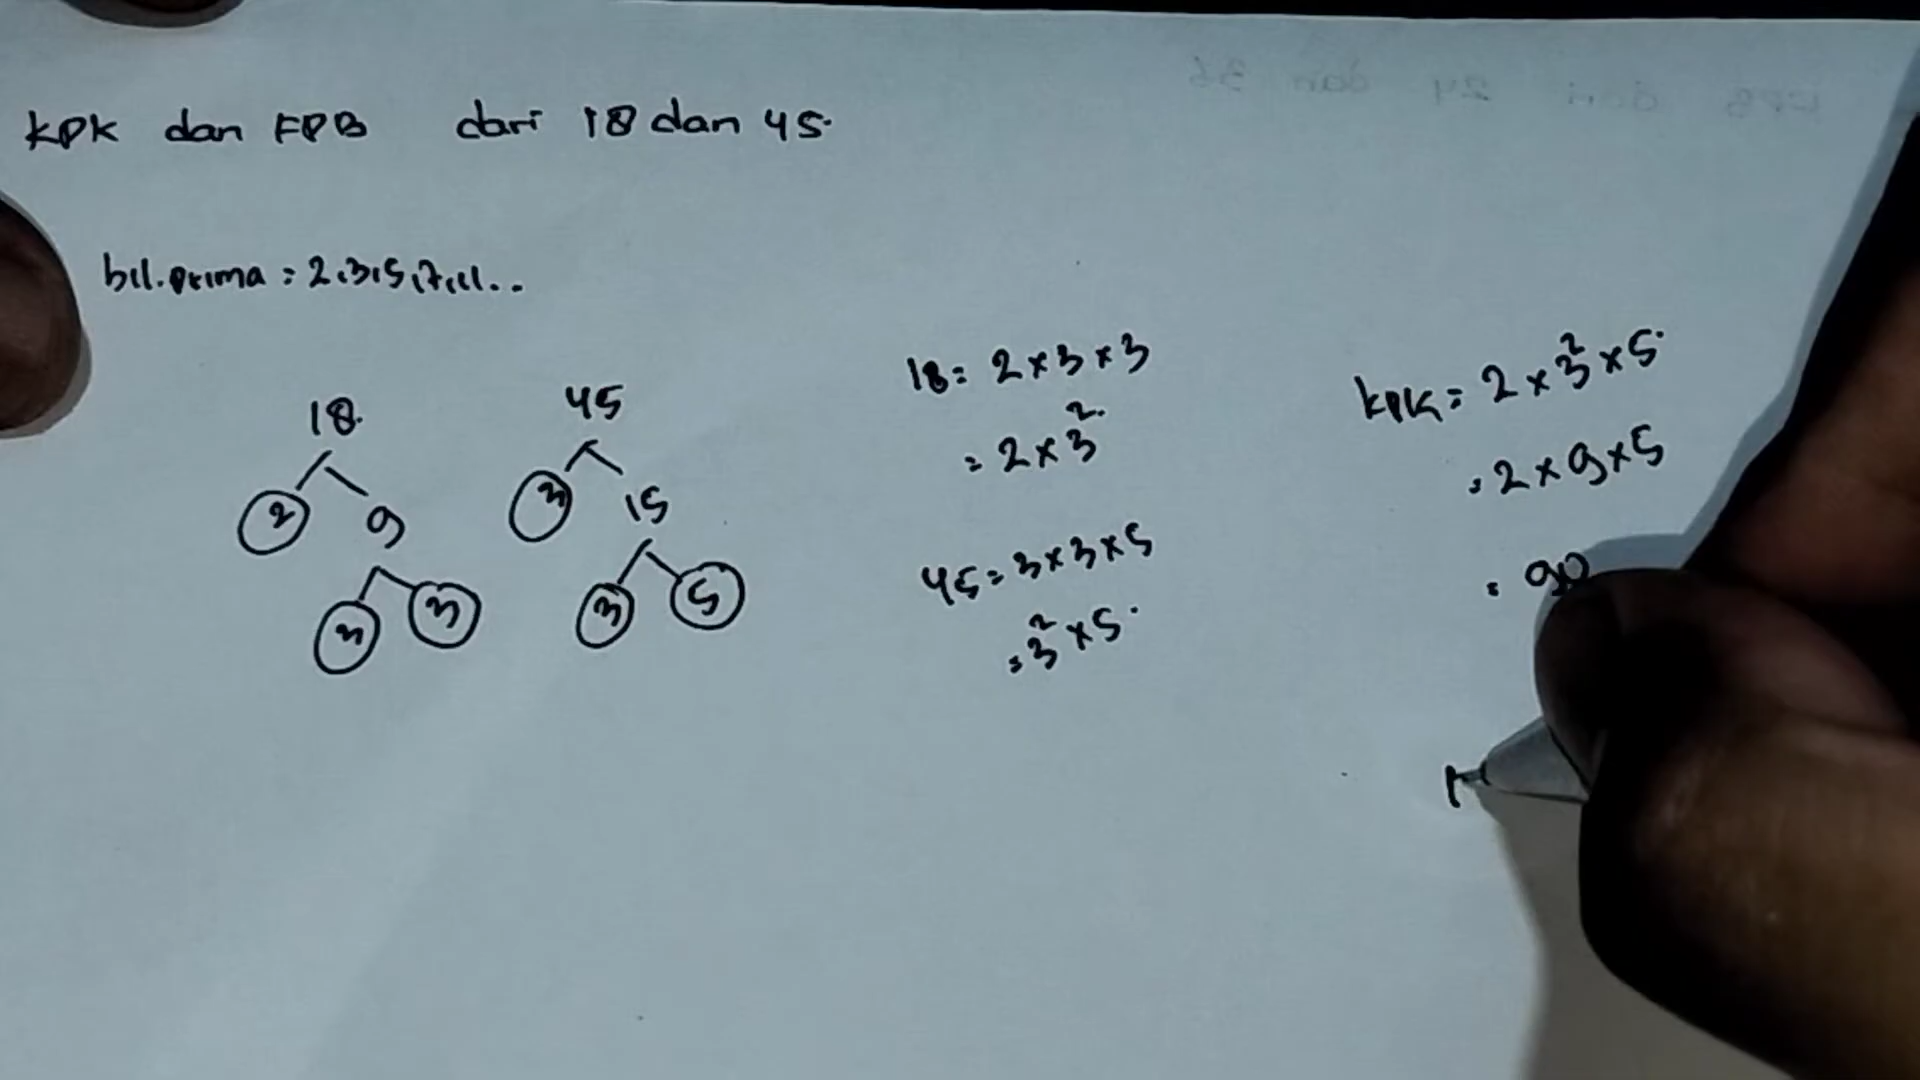 KPK dan FPB dari 18 dan 45.
bil. prima = 2,3,5,7,11..
18
2 9
3 3
45
3 15
3 5
18 = 2 x 3 x 3
= 2 x 3²
45 = 3 x 3 x 5
= 3² x 5
KPK = 2 x 3² x 5
= 2 x 9 x 5
= 90